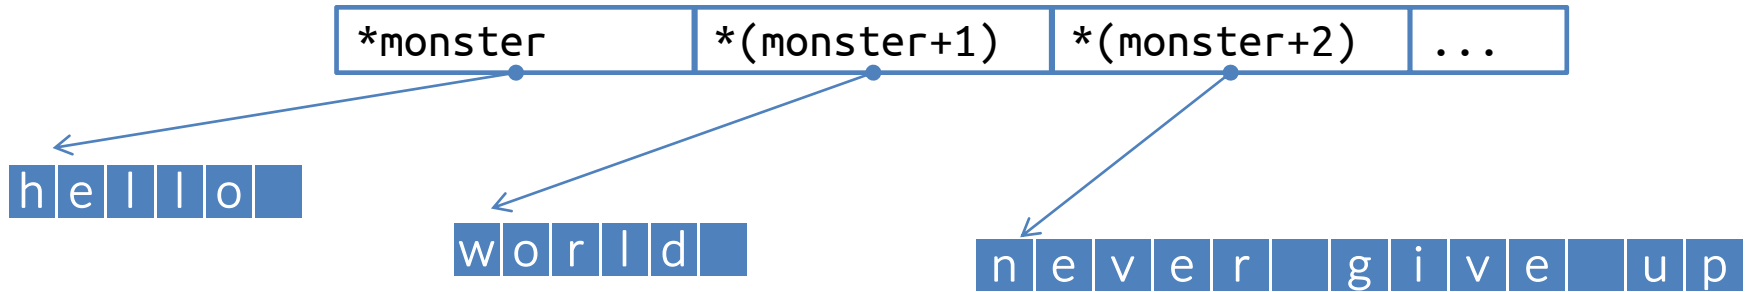 *monster *(monster+1) *(monster+2) ...
hello
world
never give up